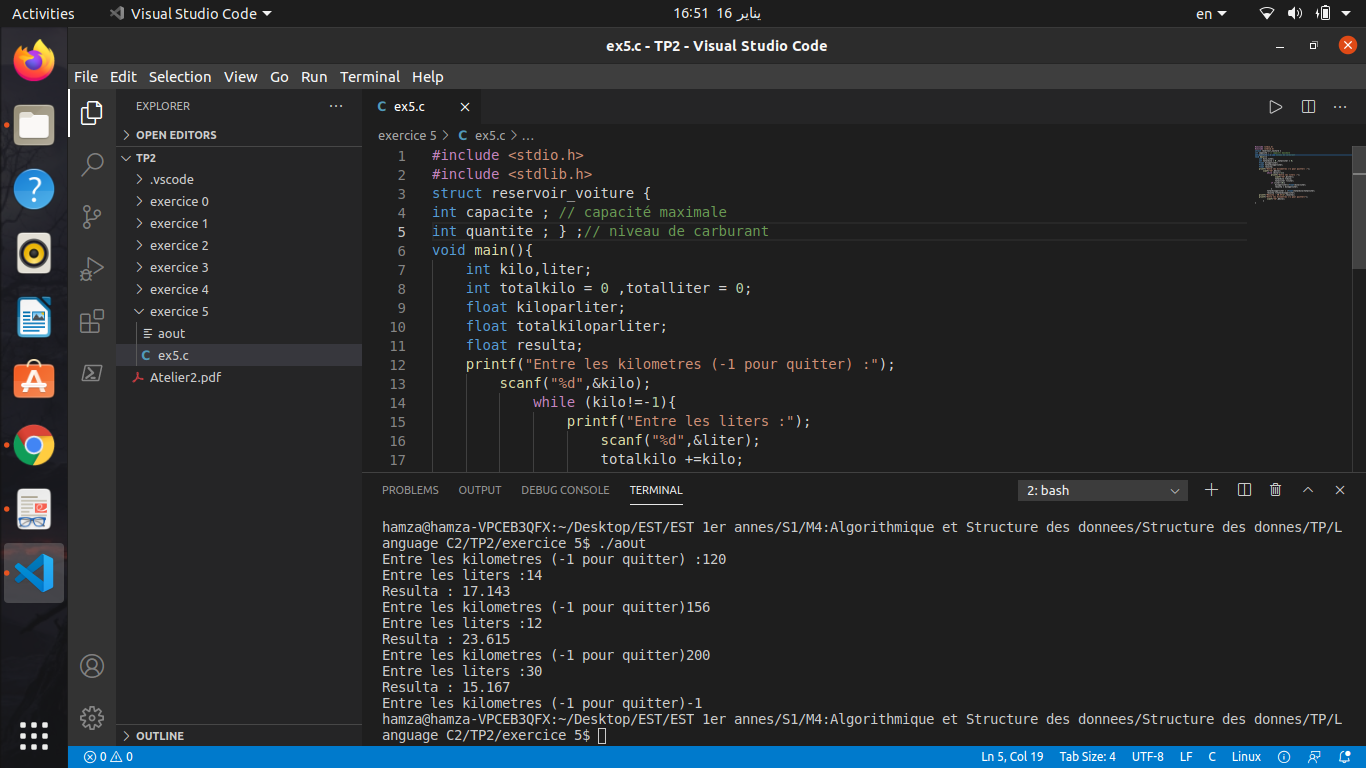 Activities
Visual Studio Code
16:51 16 يناير
en
ex5.c - TP2 - Visual Studio Code
File Edit Selection View Go Run Terminal Help
EXPLORER
OPEN EDITORS
TP2
.vscode
exercice 0
exercice 1
exercice 2
exercice 3
exercice 4
exercice 5
aout
C ex5.c
Atelier2.pdf
OUTLINE
C ex5.c
exercice 5 > C ex5.c > ...
1 #include <stdio.h>
2 #include <stdlib.h>
3 struct reservoir_voiture {
4 int capacite ; // capacité maximale
5 int quantite ; } ;// niveau de carburant
6 void main(){
7 int kilo,liter;
8 int totalkilo = 0 ,totalliter = 0;
9 float kiloparliter;
10 float totalkiloparliter;
11 float resulta;
12 printf("Entre les kilometres (-1 pour quitter) :");
13 scanf("%d",&kilo);
14 while (kilo!=-1){
15 printf("Entre les liters :");
16 scanf("%d",&liter);
17 totalkilo +=kilo;
PROBLEMS OUTPUT DEBUG CONSOLE TERMINAL
2: bash
hamza@hamza-VPCEB3QFX:~/Desktop/EST/EST 1er annes/S1/M4:Algorithmique et Structure des donnees/Structure des donnes/TP/L
anguage C2/TP2/exercice 5$ ./aout
Entre les kilometres (-1 pour quitter) :120
Entre les liters :14
Resulta : 17.143
Entre les kilometres (-1 pour quitter)156
Entre les liters :12
Resulta : 23.615
Entre les kilometres (-1 pour quitter)200
Entre les liters :30
Resulta : 15.167
Entre les kilometres (-1 pour quitter)-1
hamza@hamza-VPCEB3QFX:~/Desktop/EST/EST 1er annes/S1/M4:Algorithmique et Structure des donnees/Structure des donnes/TP/L
anguage C2/TP2/exercice 5$
0 0
Ln 5, Col 19 Tab Size: 4 UTF-8 LF C Linux